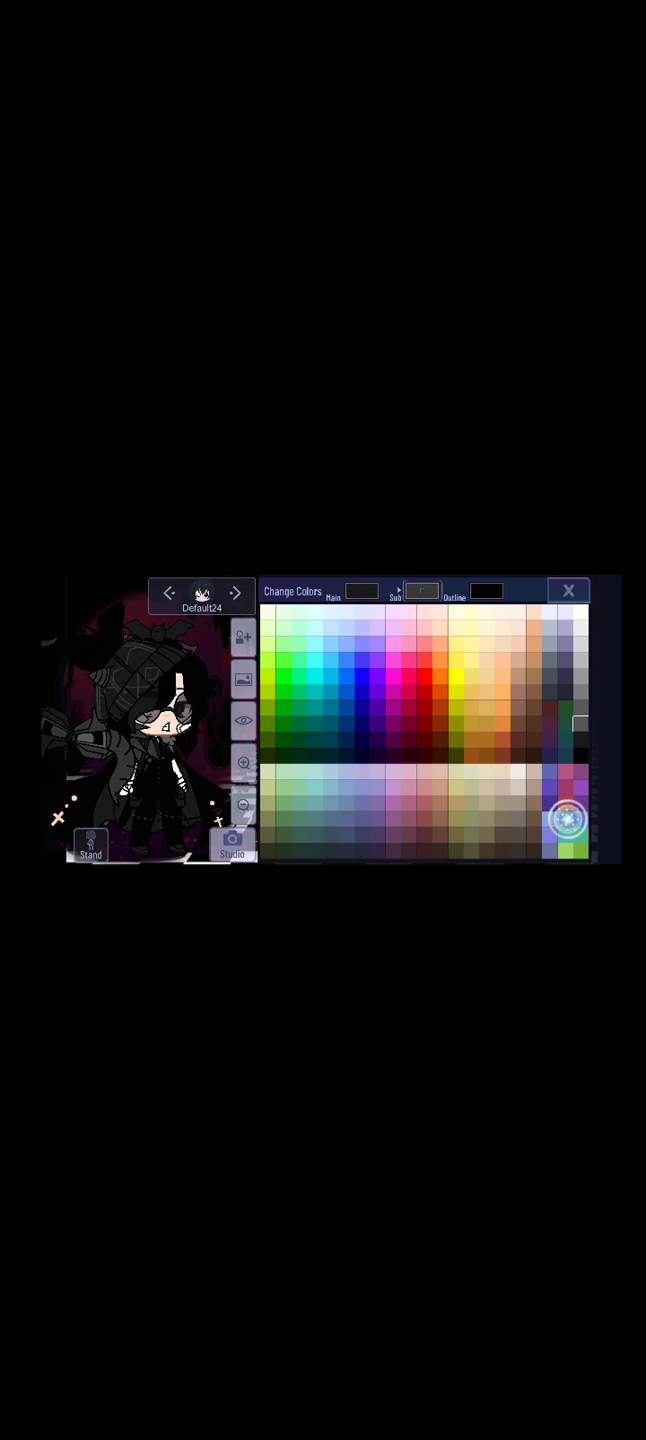 Default24
Change Colors
Main
Sub
Outline
X
Stand
Studio